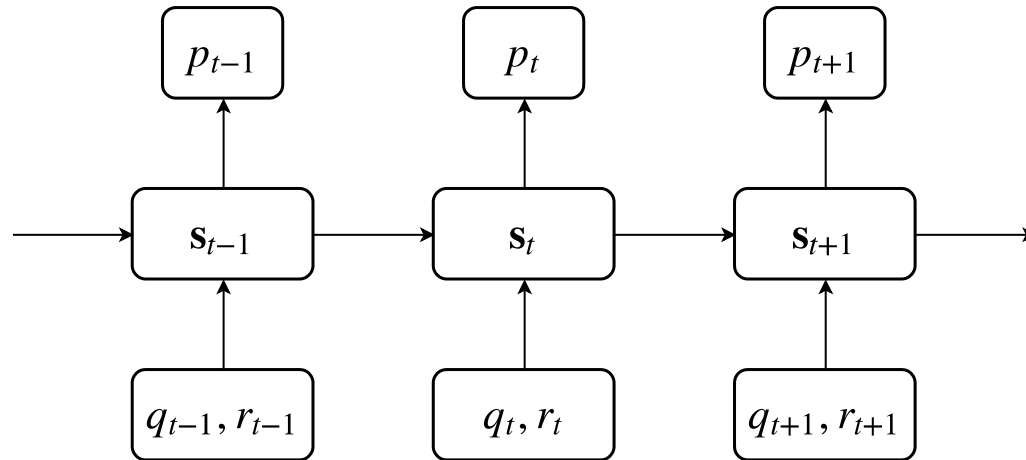 p_{t-1} p_t p_{t+1}
s_{t-1} s_t s_{t+1}
q_{t-1}, r_{t-1} q_t, r_t q_{t+1}, r_{t+1}